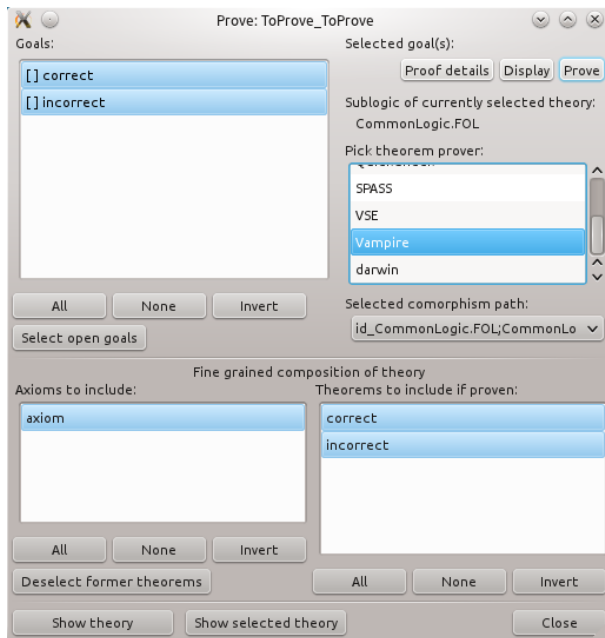 Prove: ToProve_ToProve
Goals:
[ ] correct
[ ] incorrect
All None Invert
Select open goals
Selected goal(s):
Proof details Display Prove
Sublogic of currently selected theory:
CommonLogic.FOL
Pick theorem prover:
SPASS
VSE
Vampire
darwin
Selected comorphism path:
id_CommonLogic.FOL;CommonLo
Fine grained composition of theory
Axioms to include:
axiom
All None Invert
Deselect former theorems
Theorems to include if proven:
correct
incorrect
All None Invert
Show theory Show selected theory Close